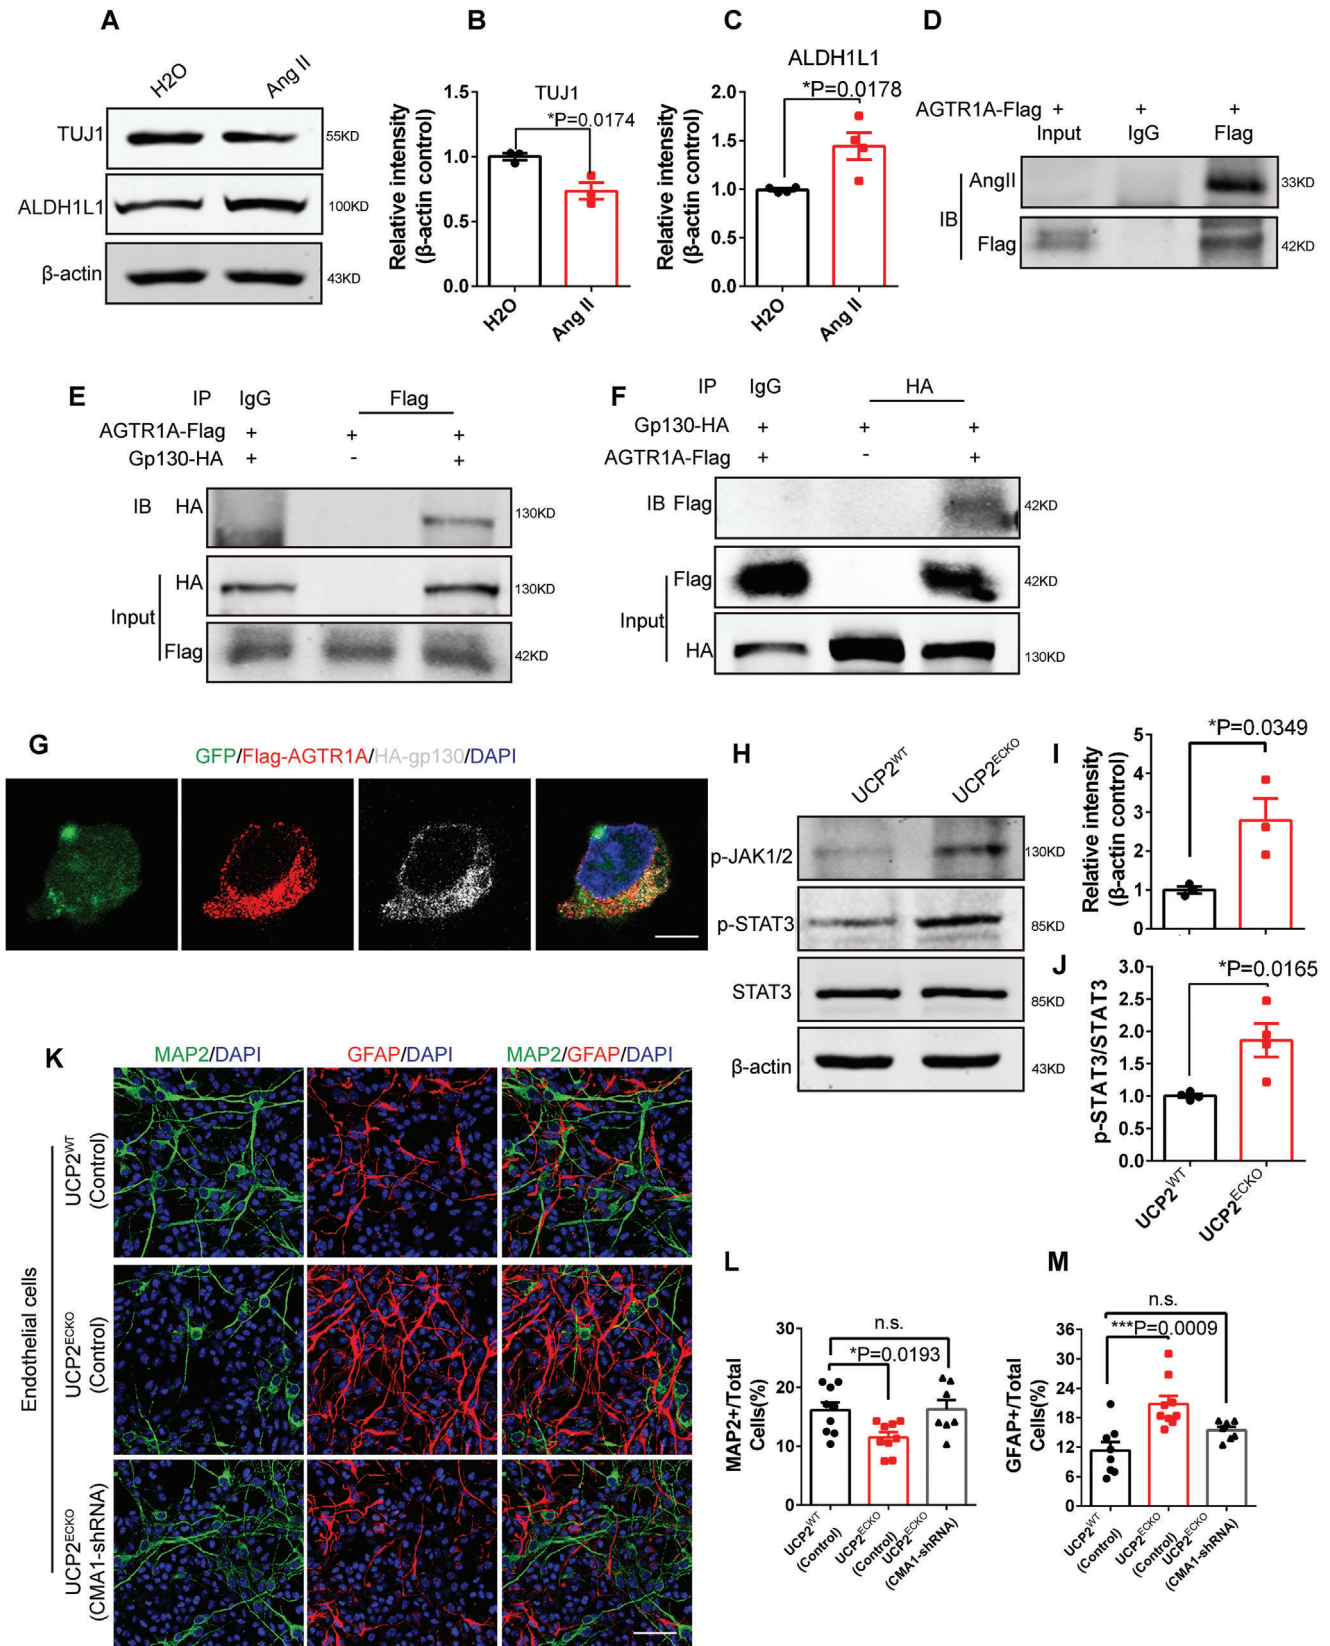 A
H2O
Ang II
TUJ1
55KD
ALDH1L1
100KD
β-actin
43KD
B
TUJ1
*P=0.0174
Relative intensity
(β-actin control)
1.5
1.0
0.5
0.0
H2O
Ang II
C
ALDH1L1
*P=0.0178
Relative intensity
(β-actin control)
2.0
1.5
1.0
0.5
0.0
H2O
Ang II
D
AGTR1A-Flag + + +
Input IgG Flag
IB
AngII
33KD
Flag
42KD
E
IP IgG Flag
AGTR1A-Flag + + +
Gp130-HA + - +
IB HA
130KD
Input
HA
130KD
Flag
42KD
F
IP IgG HA
Gp130-HA + + +
AGTR1A-Flag + - +
IB Flag
42KD
Input
Flag
42KD
HA
130KD
G
GFP/Flag-AGTR1A/HA-gp130/DAPI
H
UCP2WT
UCP2ECKO
p-JAK1/2
130KD
p-STAT3
85KD
STAT3
85KD
β-actin
43KD
I
*P=0.0349
Relative intensity
(β-actin control)
5
4
3
2
1
0
J
*P=0.0165
p-STAT3/STAT3
3.0
2.5
2.0
1.5
1.0
0.5
0.0
UCP2WT
UCP2ECKO
K
MAP2/DAPI
GFAP/DAPI
MAP2/GFAP/DAPI
Endothelial cells
UCP2WT
(Control)
UCP2ECKO
(Control)
UCP2ECKO
(CMA1-shRNA)
L
n.s.
*P=0.0193
MAP2+/Total
Cells(%)
30
20
10
0
UCP2WT
(Control)
UCP2ECKO
(Control)
UCP2ECKO
(CMA1-shRNA)
M
n.s.
***P=0.0009
GFAP+/Total
Cells(%)
36
30
24
18
12
6
0
UCP2WT
(Control)
UCP2ECKO
(Control)
UCP2ECKO
(CMA1-shRNA)